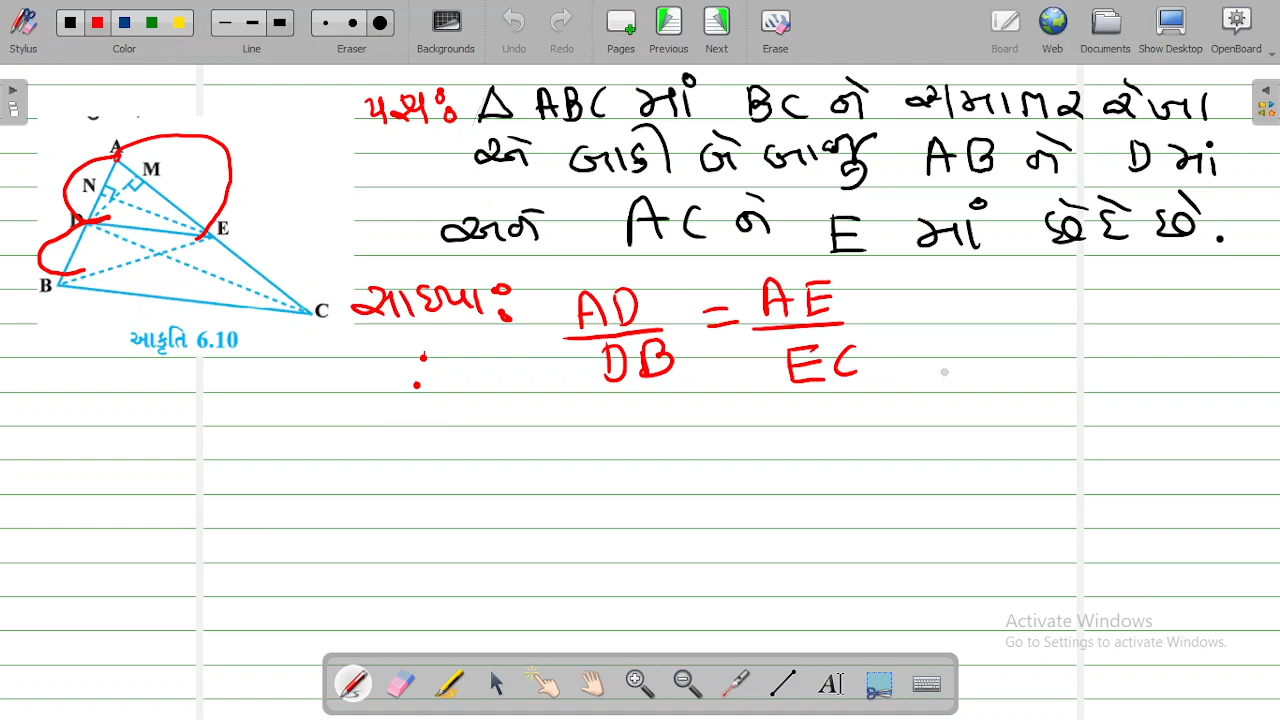 Stylus
Color
Line
Eraser
Backgrounds
Undo
Redo
Pages
Previous
Next
Erase
Board
Web
Documents
Show Desktop
OpenBoard
પક્ષઃ △ ABC માં BC ને સમાંતર રેખા
એ બાકી બે બાજુ AB ને D માં
અને AC ને E માં છેદે છે.
સાધ્યઃ AD/DB = AE/EC
A
N
M
D
E
B
C
આકૃતિ 6.10
Activate Windows
Go to Settings to activate Windows.